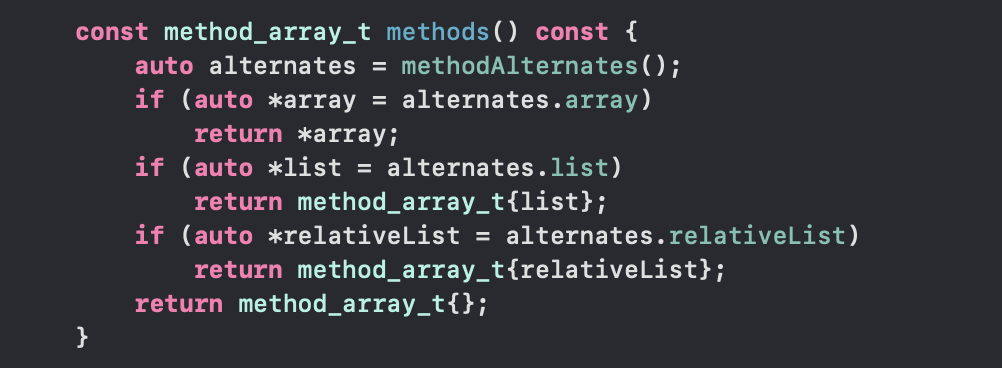 const method_array_t methods() const {
    auto alternates = methodAlternates();
    if (auto *array = alternates.array)
        return *array;
    if (auto *list = alternates.list)
        return method_array_t{list};
    if (auto *relativeList = alternates.relativeList)
        return method_array_t{relativeList};
    return method_array_t{};
}